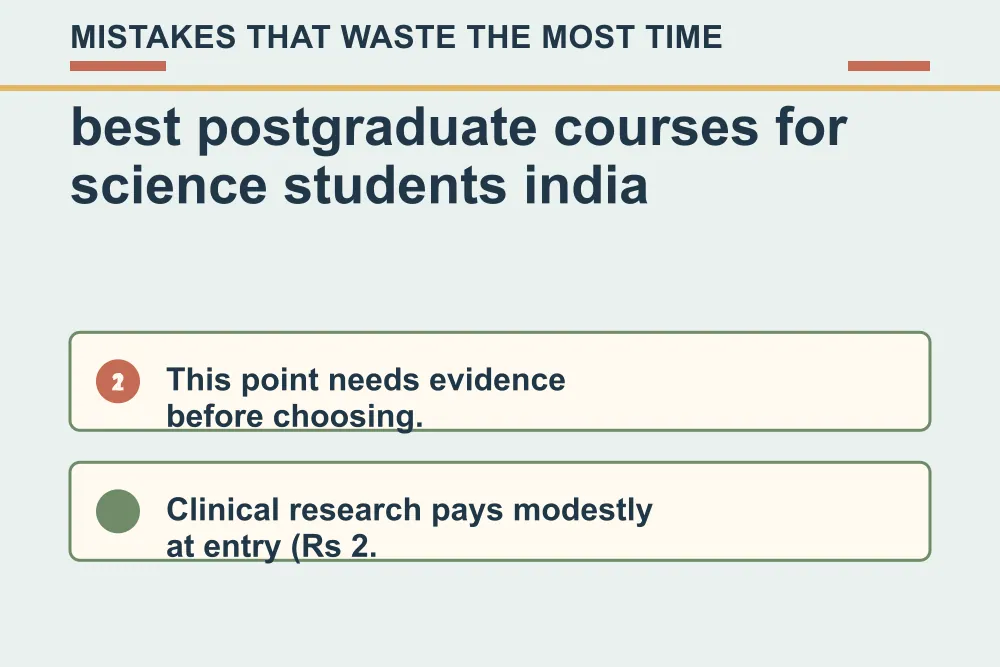 MISTAKES THAT WASTE THE MOST TIME
best postgraduate courses for
science students india
2
This point needs evidence
before choosing.
Clinical research pays modestly
at entry (Rs 2.